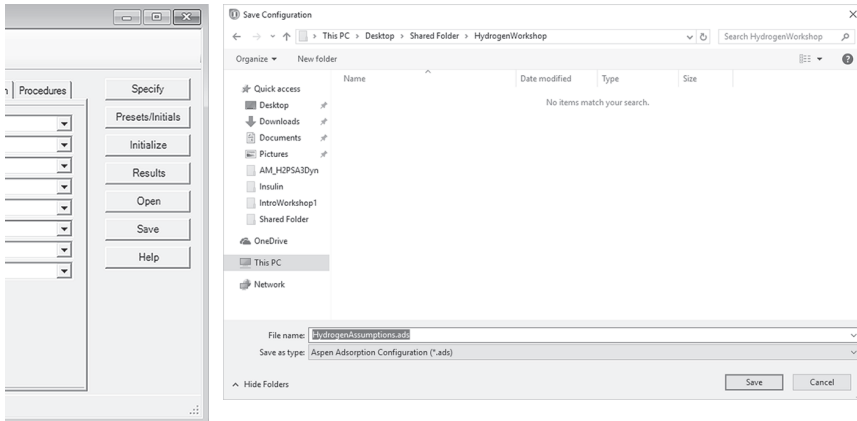 n
Procedures
Specify
Presets/Initials
Initialize
Results
Open
Save
Help
Save Configuration
This PC > Desktop > Shared Folder > HydrogenWorkshop
Search HydrogenWorkshop
Organize
New folder
Name
Date modified
Type
Size
No items match your search.
Quick access
Desktop
Downloads
Documents
Pictures
AM_H2PSA3Dyn
Insulin
IntroWorkshop1
Shared Folder
OneDrive
This PC
Network
File name: HydrogenAssumptions.ads
Save as type: Aspen Adsorption Configuration (*.ads)
Hide Folders
Save
Cancel